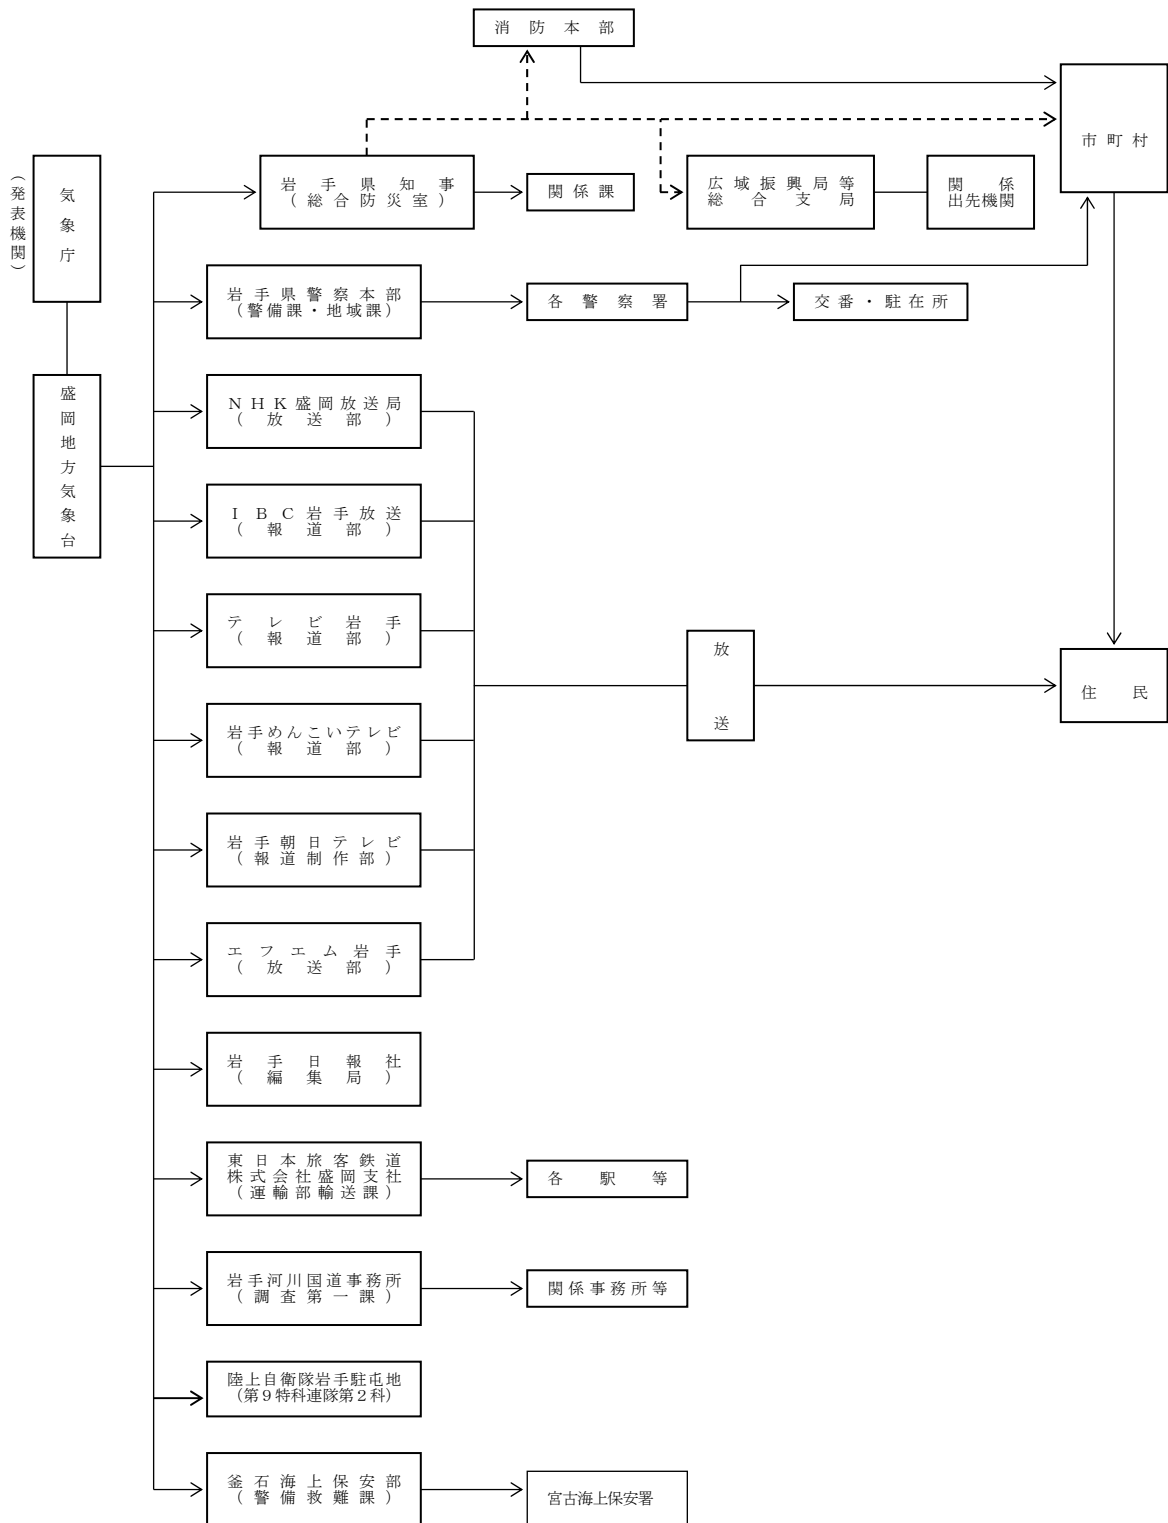 消防本部
市町村
(発表機関)
気象庁
岩手県知事
(総合防災室)
関係課
広域振興局等
総合支局
関係
出先機関
岩手県警察本部
(警備課・地域課)
各警察署
交番・駐在所
盛岡地方気象台
NHK盛岡放送局
(放送部)
IBC岩手放送
(報道部)
テレビ岩手
(報道部)
放送
住民
岩手めんこいテレビ
(報道部)
岩手朝日テレビ
(報道制作部)
エフエム岩手
(放送部)
岩手日報社
(編集局)
東日本旅客鉄道
株式会社盛岡支社
(運輸部輸送課)
各駅等
岩手河川国道事務所
(調査第一課)
関係事務所等
陸上自衛隊岩手駐屯地
(第9特科連隊第2科)
釜石海上保安部
(警備救難課)
宮古海上保安署